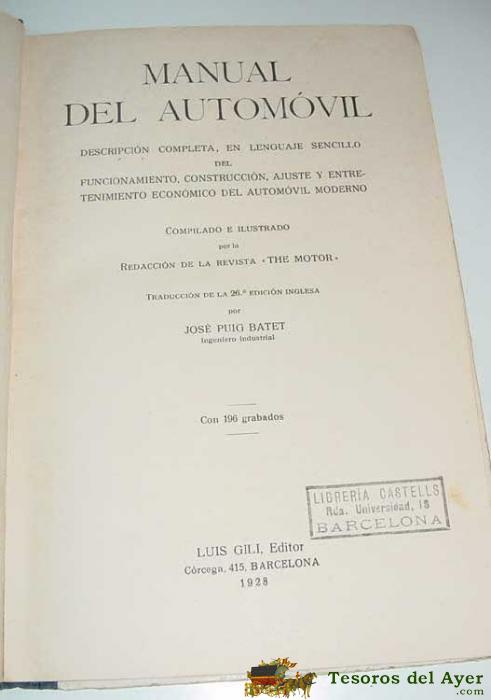 MANUAL
DEL AUTOMÓVIL
DESCRIPCIÓN COMPLETA, EN LENGUAJE SENCILLO
DEL
FUNCIONAMIENTO, CONSTRUCCIÓN, AJUSTE Y ENTRE-
TENIMIENTO ECONÓMICO DEL AUTOMÓVIL MODERNO
COMPILADO E ILUSTRADO
por la
REDACCIÓN DE LA REVISTA «THE MOTOR»
TRADUCCIÓN DE LA 26.ª EDICIÓN INGLESA
por
JOSÉ PUIG BATET
Ingeniero industrial
Con 196 grabados
LIBRERÍA CASTELLS
Rda. Universidad, 13
BARCELONA
LUIS GILI, Editor
Córcega, 415, BARCELONA
1928
Tesoros del Ayer
.com